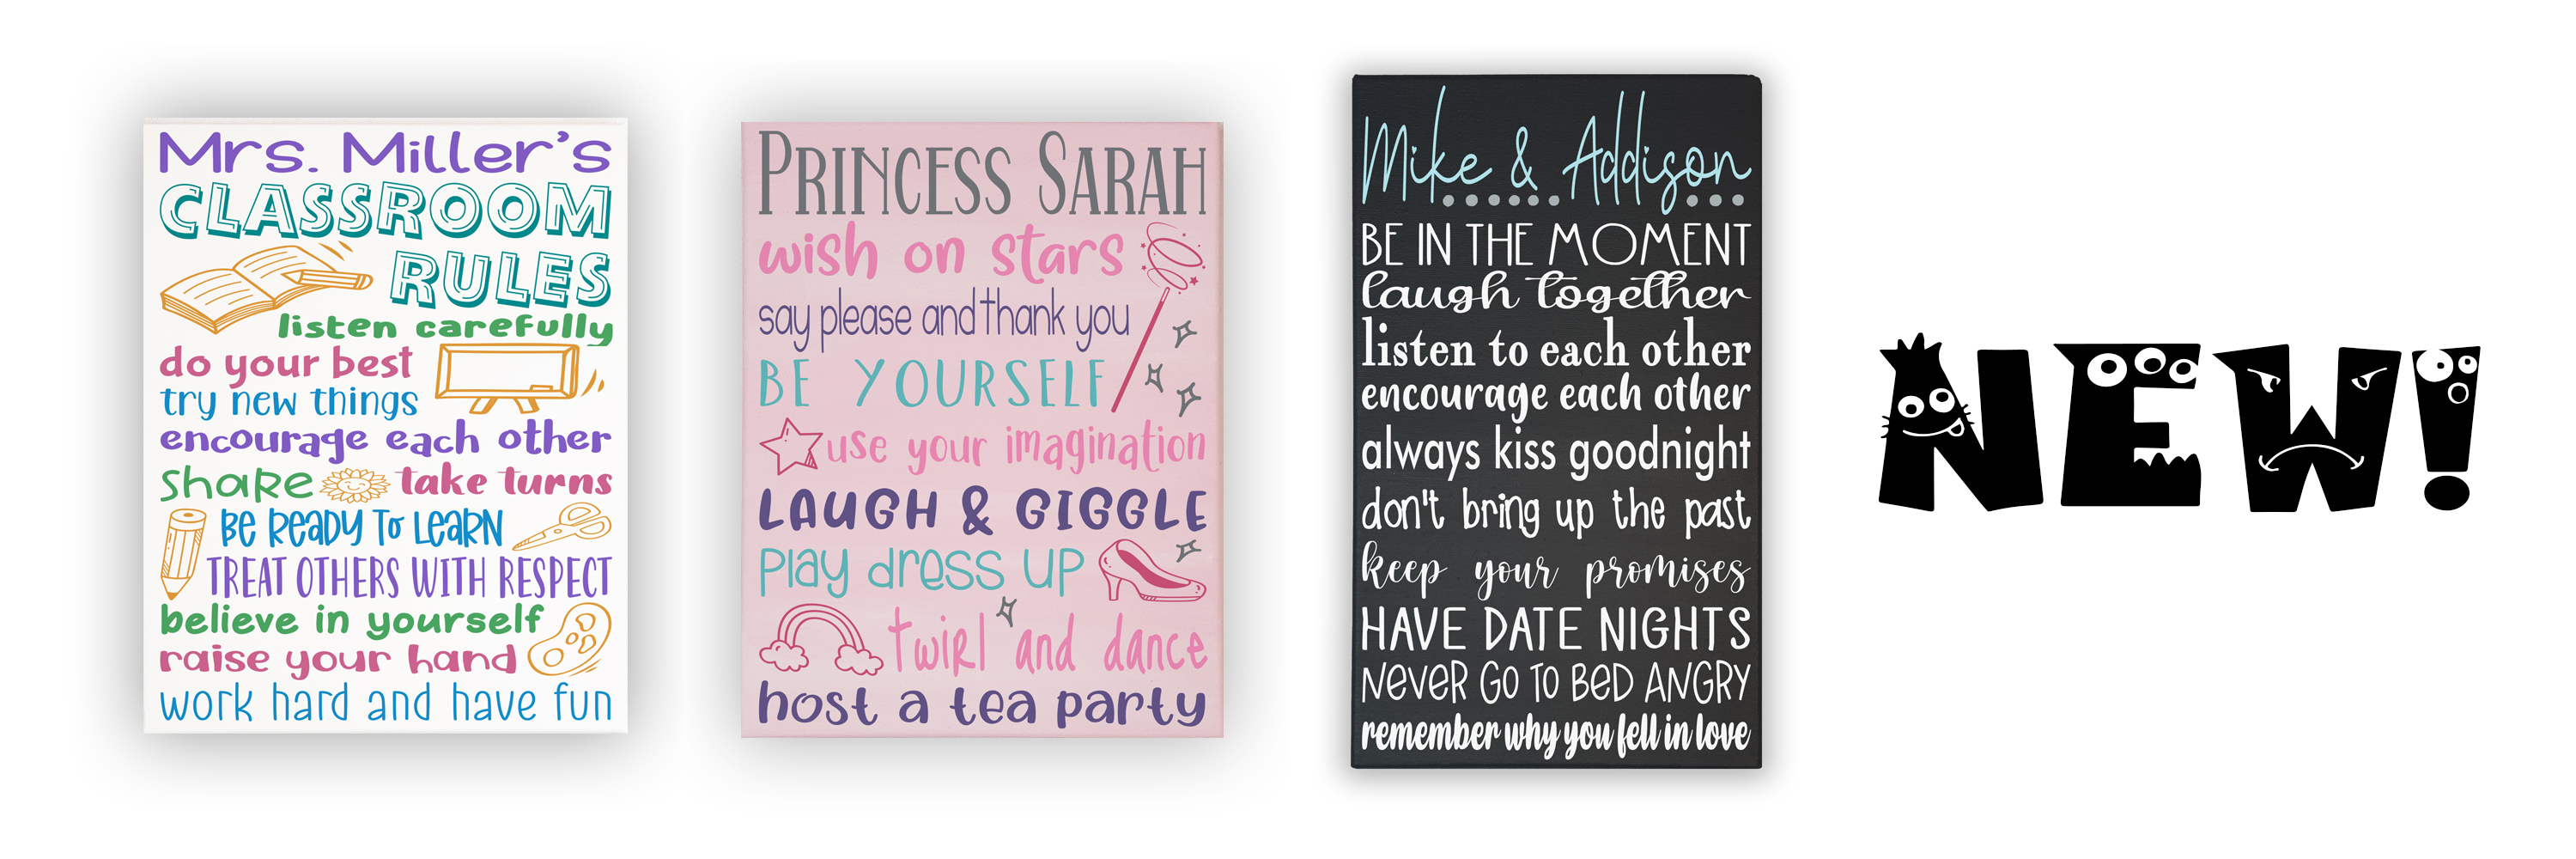 Mrs. Miller's
CLASSROOM
RULES
listen carefully
do your best
try new things
encourage each other
share take turns
Be Ready To Learn
TREAT OTHERS WITH RESPECT
believe in yourself
raise your hand
work hard and have fun
PRINCESS SARAH
wish on stars
say please and thank you
BE YOURSELF
use your imagination
LAUGH & GIGGLE
play dress up
twirl and dance
host a tea party
Mike & Addison
BE IN THE MOMENT
laugh together
listen to each other
encourage each other
always kiss goodnight
don't bring up the past
keep your promises
HAVE DATE NIGHTS
NEVER GO TO BED ANGRY
remember why you fell in love
NEW!